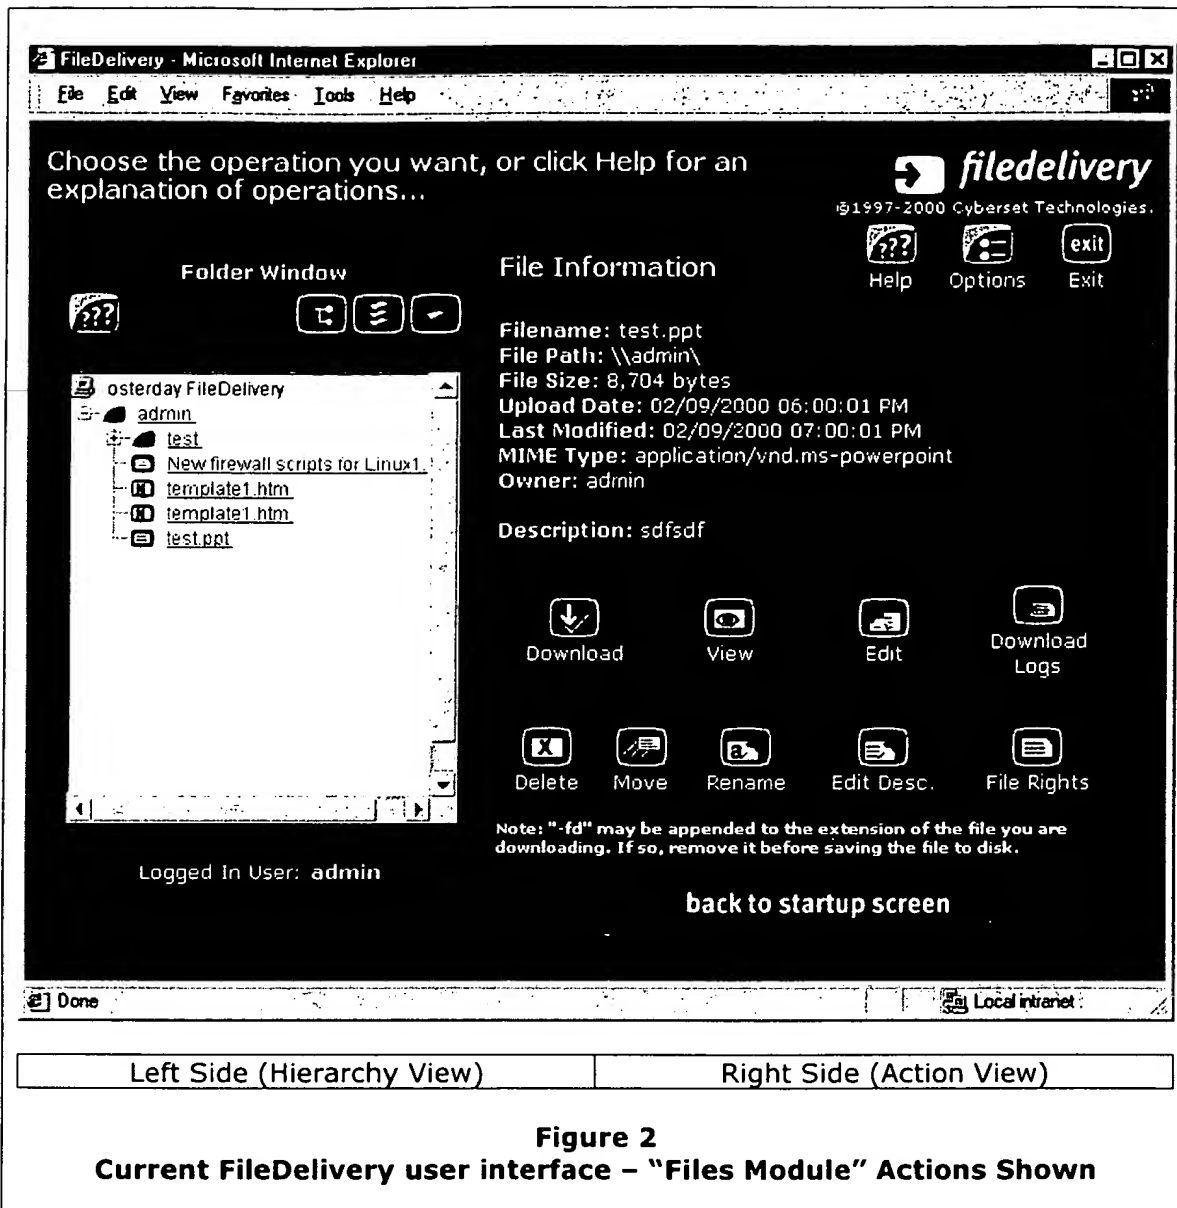 FileDelivery - Microsoft Internet Explorer
File Edit View Favorites Tools Help
Choose the operation you want, or click Help for an
explanation of operations...
filedelivery
©1997-2000 Cyberset Technologies.
???
exit
Help Options Exit
Folder Window
???
File Information
Filename: test.ppt
File Path: \\admin\
File Size: 8,704 bytes
Upload Date: 02/09/2000 06:00:01 PM
Last Modified: 02/09/2000 07:00:01 PM
MIME Type: application/vnd.ms-powerpoint
Owner: admin
Description: sdfsdf
osterday FileDelivery
admin
test
New firewall scripts for Linux1.
template1.htm
template1.htm
test.ppt
Download View Edit Download
Logs
Delete Move Rename Edit Desc. File Rights
Note: "-fd" may be appended to the extension of the file you are
downloading. If so, remove it before saving the file to disk.
Logged In User: admin
back to startup screen
Done Local intranet
Left Side (Hierarchy View) Right Side (Action View)
Figure 2
Current FileDelivery user interface – “Files Module” Actions Shown